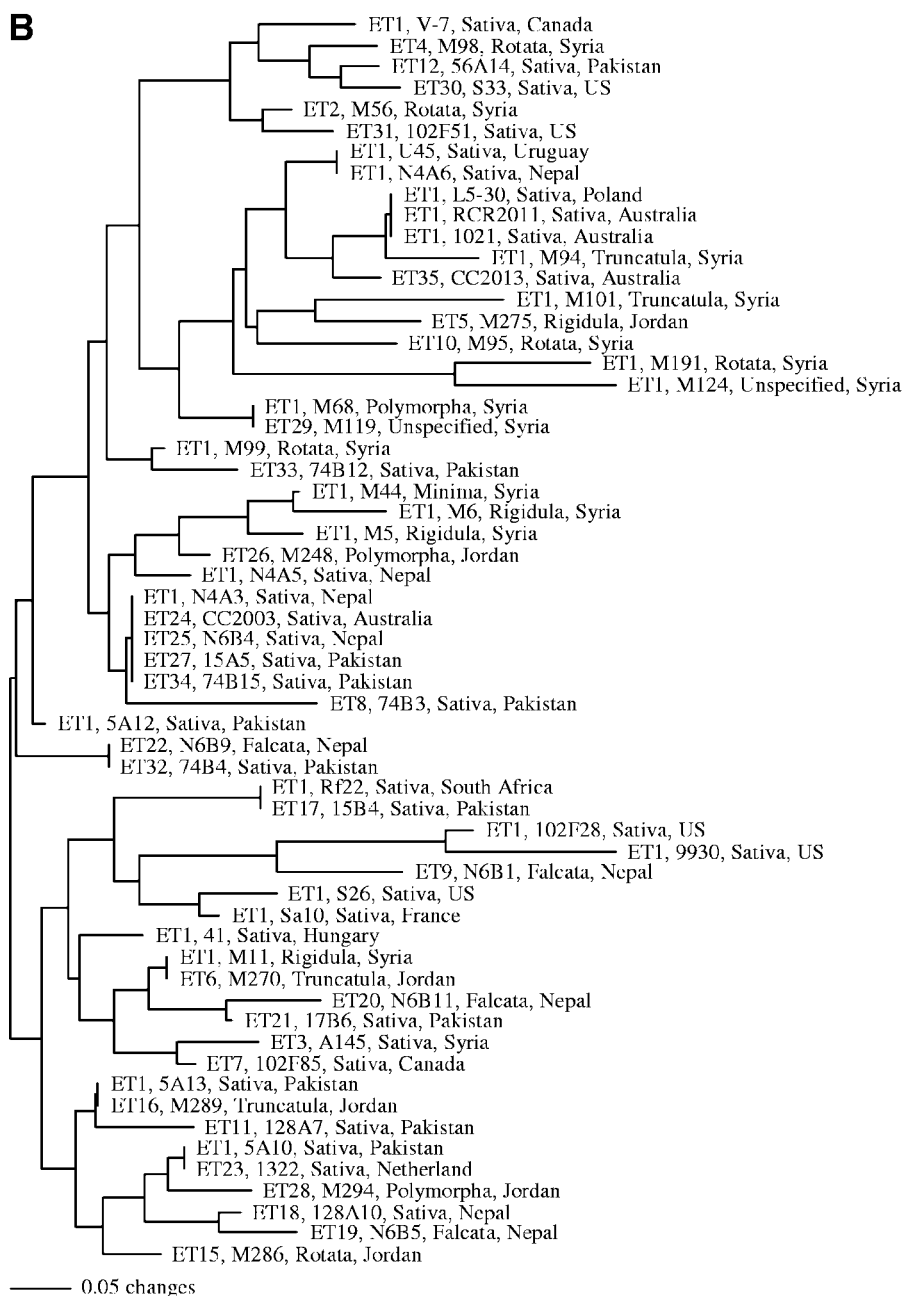 B
ET1, V-7, Sativa, Canada
ET4, M98, Rotata, Syria
ET12, 56A14, Sativa, Pakistan
ET30, S33, Sativa, US
ET2, M56, Rotata, Syria
ET31, 102F51, Sativa, US
ET1, U45, Sativa, Uruguay
ET1, N4A6, Sativa, Nepal
ET1, L5-30, Sativa, Poland
ET1, RCR2011, Sativa, Australia
ET1, 1021, Sativa, Australia
ET1, M94, Truncatula, Syria
ET35, CC2013, Sativa, Australia
ET1, M101, Truncatula, Syria
ET5, M275, Rigidula, Jordan
ET10, M95, Rotata, Syria
ET1, M191, Rotata, Syria
ET1, M124, Unspecified, Syria
ET1, M68, Polymorpha, Syria
ET29, M119, Unspecified, Syria
ET1, M99, Rotata, Syria
ET33, 74B12, Sativa, Pakistan
ET1, M44, Minima, Syria
ET1, M6, Rigidula, Syria
ET1, M5, Rigidula, Syria
ET26, M248, Polymorpha, Jordan
ET1, N4A5, Sativa, Nepal
ET1, N4A3, Sativa, Nepal
ET24, CC2003, Sativa, Australia
ET25, N6B4, Sativa, Nepal
ET27, 15A5, Sativa, Pakistan
ET34, 74B15, Sativa, Pakistan
ET8, 74B3, Sativa, Pakistan
ET1, 5A12, Sativa, Pakistan
ET22, N6B9, Falcata, Nepal
ET32, 74B4, Sativa, Pakistan
ET1, Rf22, Sativa, South Africa
ET17, 15B4, Sativa, Pakistan
ET1, 102F28, Sativa, US
ET1, 9930, Sativa, US
ET9, N6B1, Falcata, Nepal
ET1, S26, Sativa, US
ET1, Sa10, Sativa, France
ET1, 41, Sativa, Hungary
ET1, M11, Rigidula, Syria
ET6, M270, Truncatula, Jordan
ET20, N6B11, Falcata, Nepal
ET21, 17B6, Sativa, Pakistan
ET3, A145, Sativa, Syria
ET7, 102F85, Sativa, Canada
ET1, 5A13, Sativa, Pakistan
ET16, M289, Truncatula, Jordan
ET11, 128A7, Sativa, Pakistan
ET1, 5A10, Sativa, Pakistan
ET23, 1322, Sativa, Netherland
ET28, M294, Polymorpha, Jordan
ET18, 128A10, Sativa, Nepal
ET19, N6B5, Falcata, Nepal
ET15, M286, Rotata, Jordan
0.05 changes